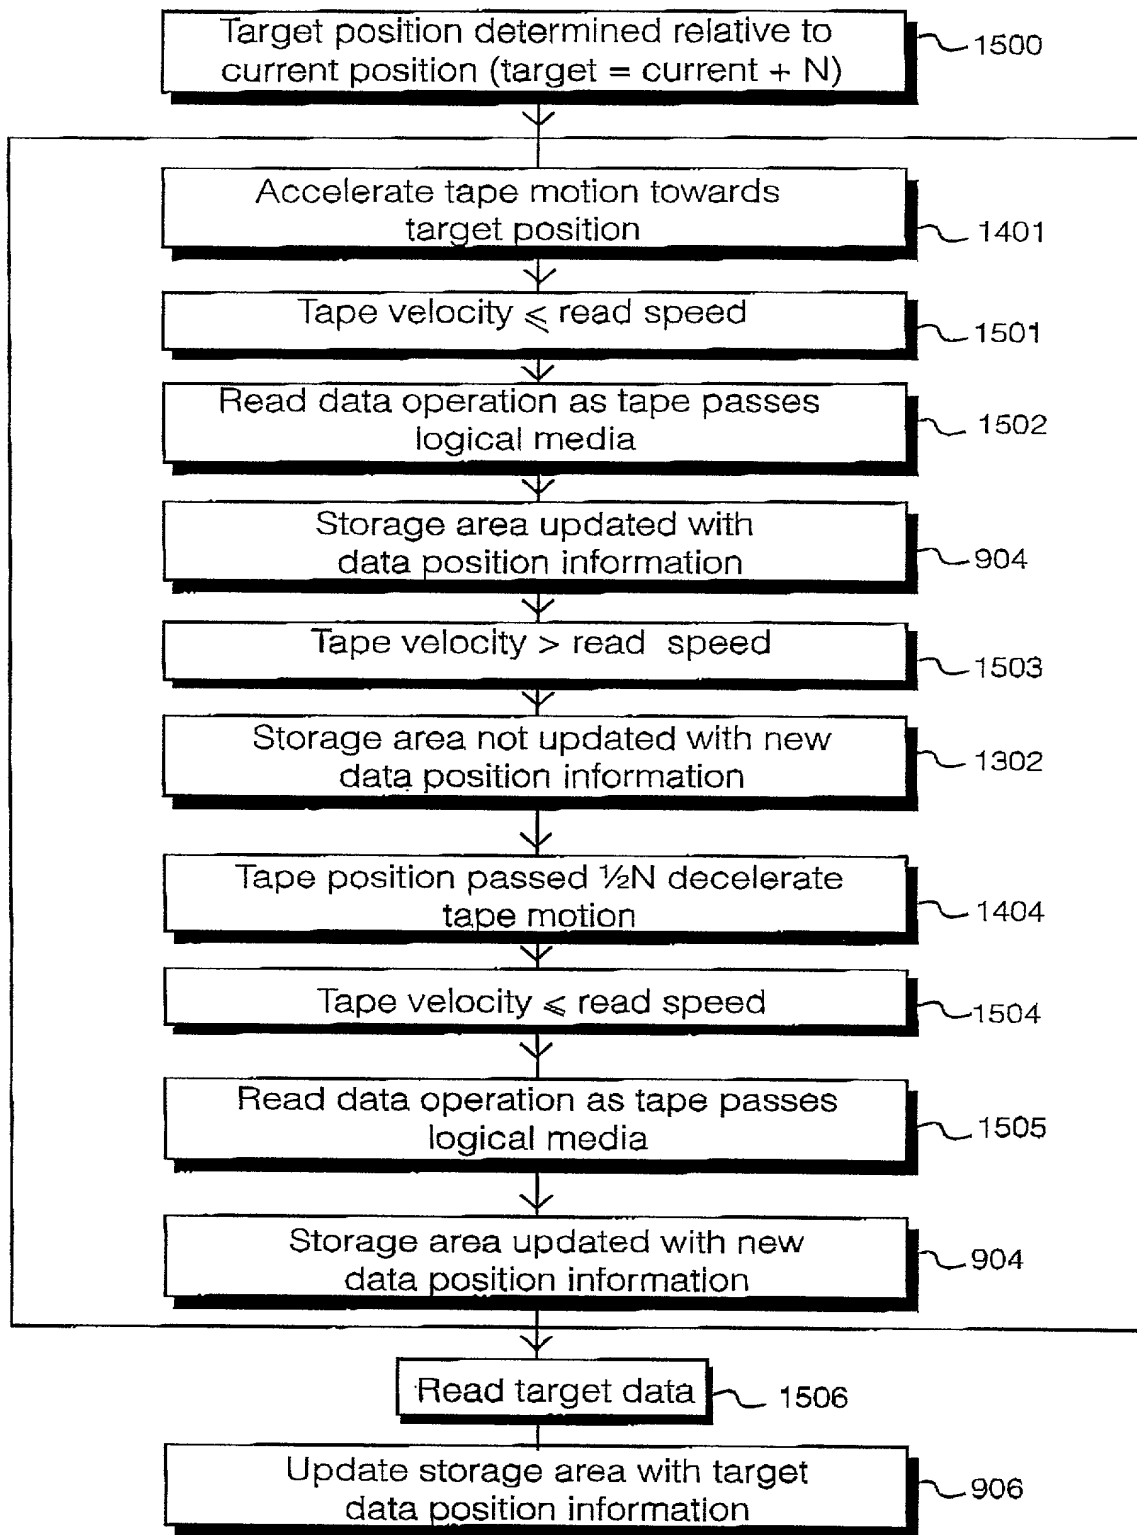 Target position determined relative to
current position (target = current + N)
1500
Accelerate tape motion towards
target position
1401
Tape velocity ⩽ read speed
1501
Read data operation as tape passes
logical media
1502
Storage area updated with
data position information
904
Tape velocity > read speed
1503
Storage area not updated with new
data position information
1302
Tape position passed ½N decelerate
tape motion
1404
Tape velocity ⩽ read speed
1504
Read data operation as tape passes
logical media
1505
Storage area updated with new
data position information
904
Read target data
1506
Update storage area with target
data position information
906